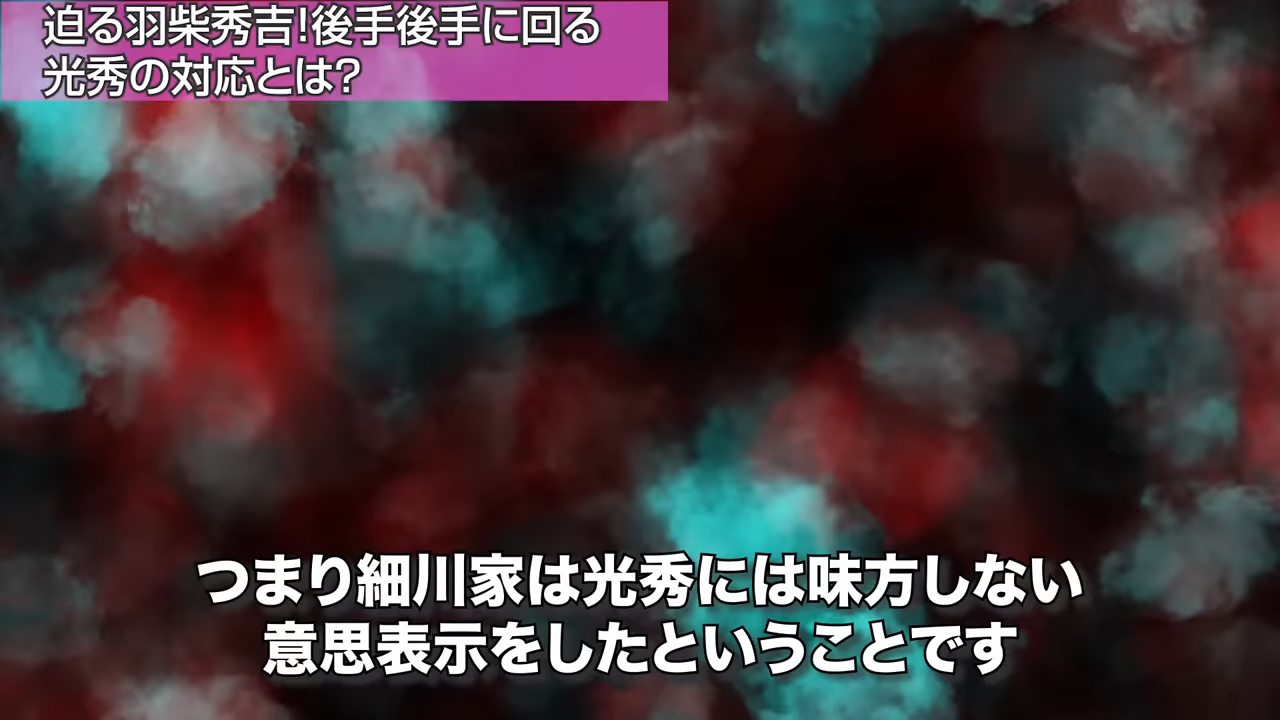 迫る羽柴秀吉!後手後手に回る
光秀の対応とは?
つまり細川家は光秀には味方しない
意思表示をしたということです